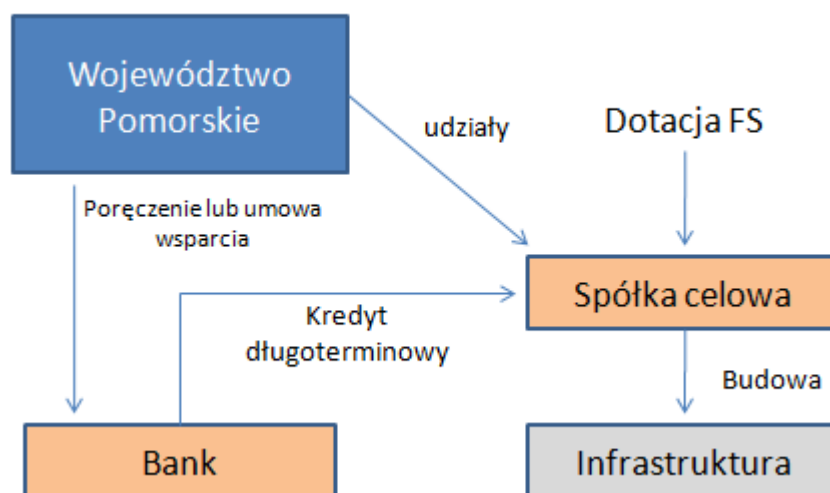 Województwo
Pomorskie
udziały
Dotacja FS
Poręczenie lub umowa
wsparcia
Spółka celowa
Kredyt
długoterminowy
Budowa
Bank
Infrastruktura